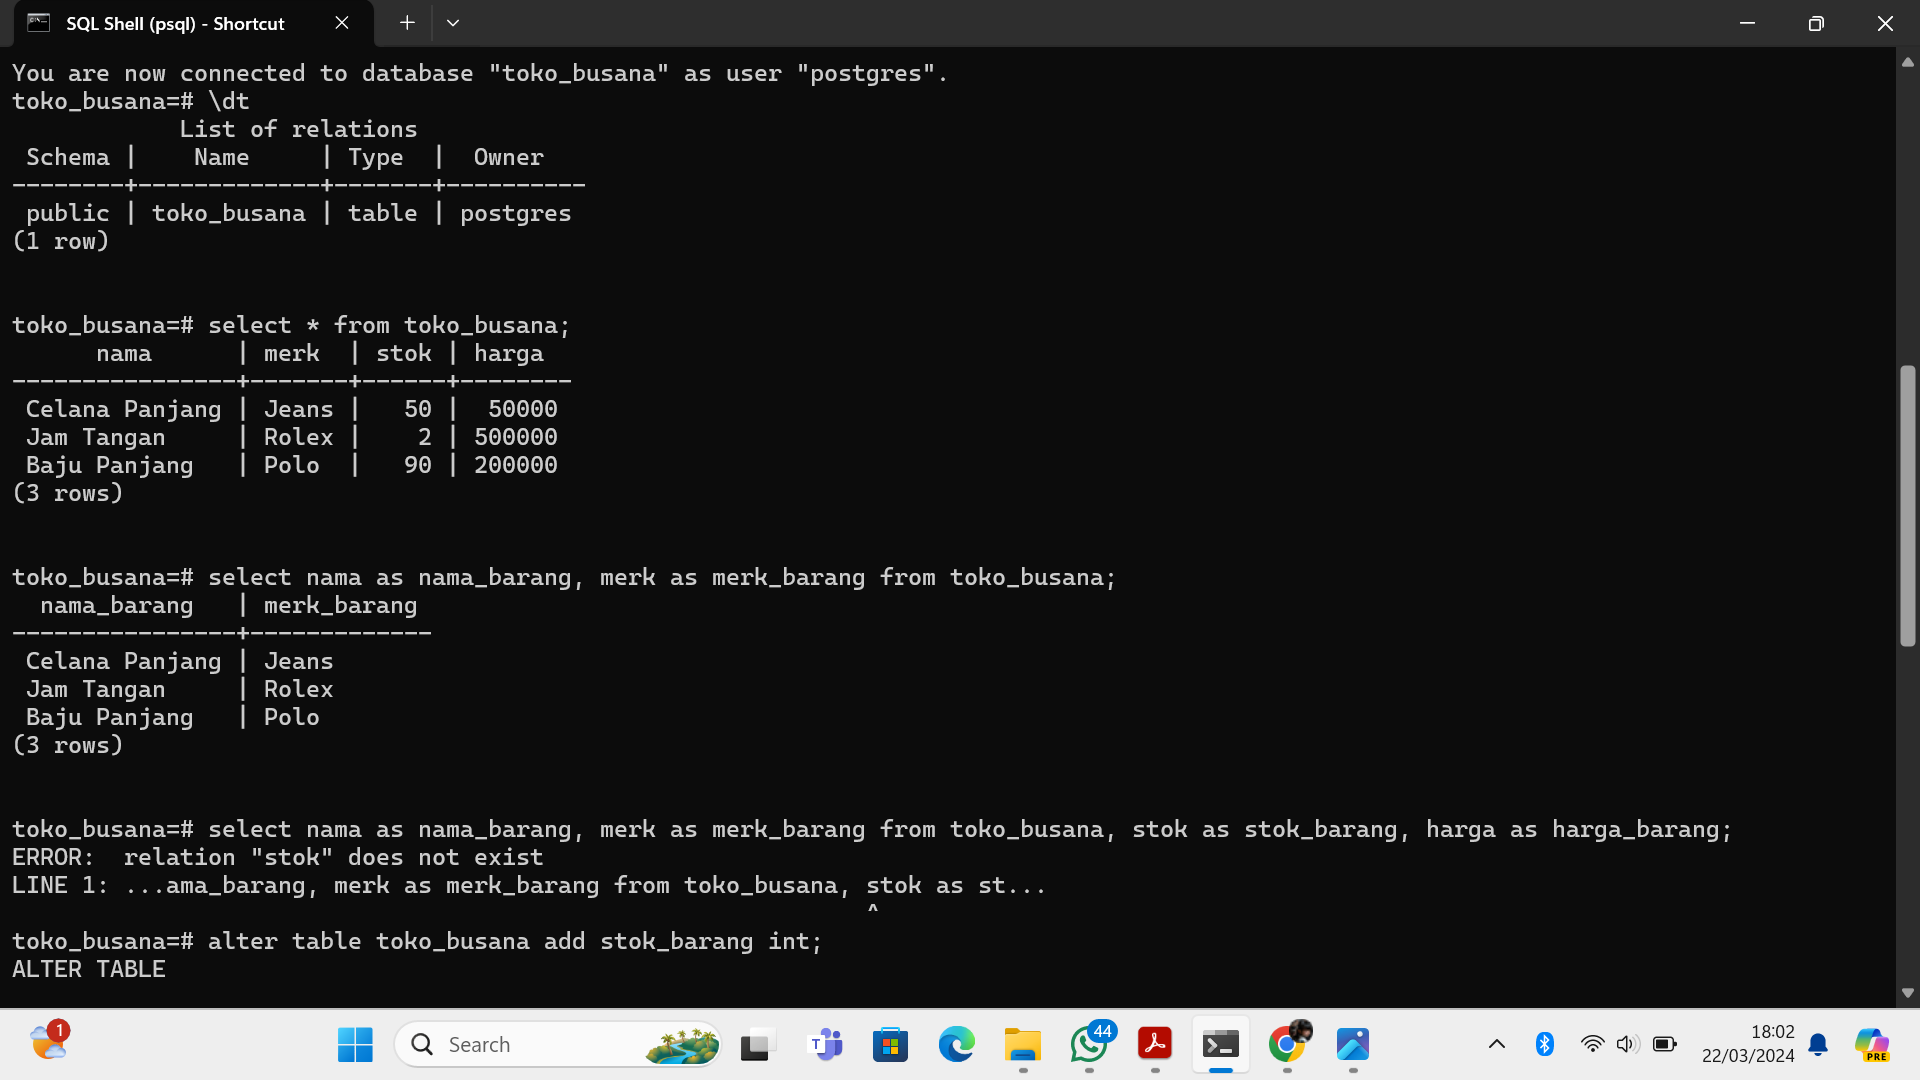 SQL Shell (psql) - Shortcut
You are now connected to database "toko_busana" as user "postgres".
toko_busana=# \dt
            List of relations
 Schema |    Name     | Type  |  Owner
--------+-------------+-------+----------
 public | toko_busana | table | postgres
(1 row)
toko_busana=# select * from toko_busana;
      nama      | merk  | stok | harga
----------------+-------+------+--------
 Celana Panjang | Jeans |   50 |  50000
 Jam Tangan     | Rolex |    2 | 500000
 Baju Panjang   | Polo  |   90 | 200000
(3 rows)
toko_busana=# select nama as nama_barang, merk as merk_barang from toko_busana;
  nama_barang   | merk_barang
----------------+-------------
 Celana Panjang | Jeans
 Jam Tangan     | Rolex
 Baju Panjang   | Polo
(3 rows)
toko_busana=# select nama as nama_barang, merk as merk_barang from toko_busana, stok as stok_barang, harga as harga_barang;
ERROR:  relation "stok" does not exist
LINE 1: ...ama_barang, merk as merk_barang from toko_busana, stok as st...
                                                             ^
toko_busana=# alter table toko_busana add stok_barang int;
ALTER TABLE
1
Search
T
44
PRE
18:02
22/03/2024